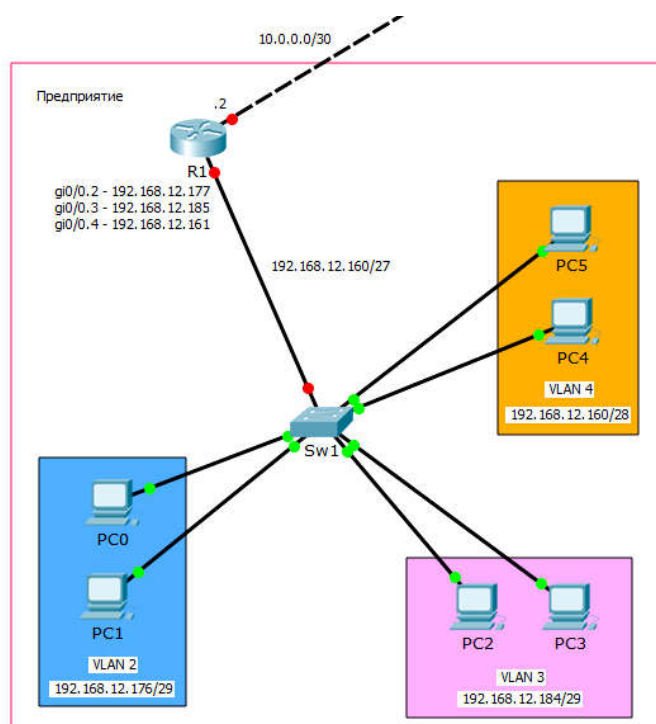 10.0.0.0/30
Предприятие
.2
R1
gi0/0.2 - 192.168.12.177
gi0/0.3 - 192.168.12.185
gi0/0.4 - 192.168.12.161
192.168.12.160/27
PC5
PC4
VLAN 4
192.168.12.160/28
Sw1
PC0
PC1
VLAN 2
192.168.12.176/29
PC2
PC3
VLAN 3
192.168.12.184/29